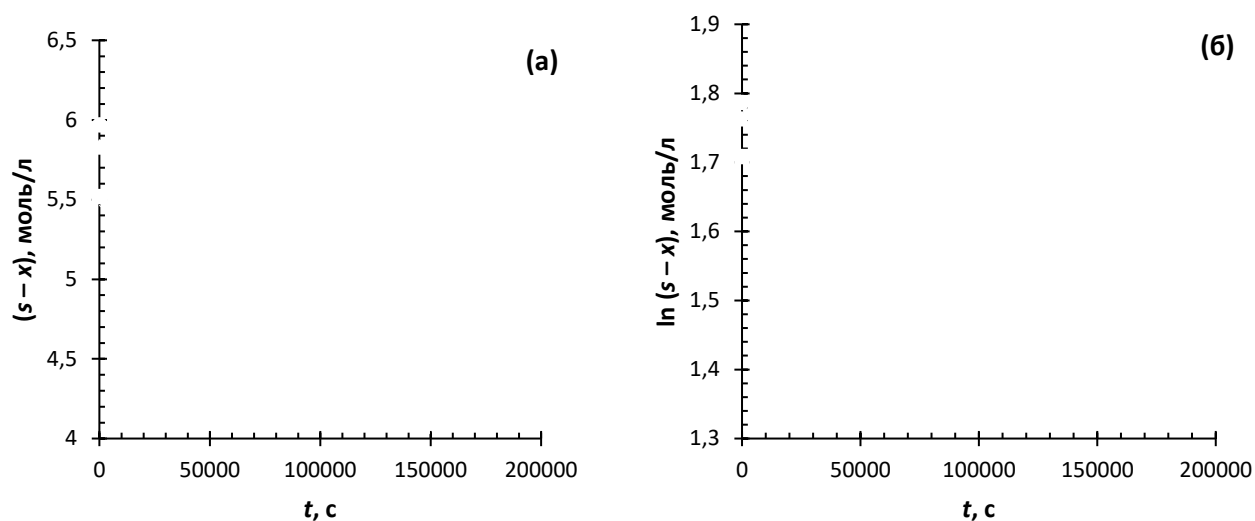 (а)
6,5
6
5,5
5
4,5
4
(s – x), моль/л
0 50000 100000 150000 200000
t, с
(б)
1,9
1,8
1,7
1,6
1,5
1,4
1,3
ln (s – x), моль/л
0 50000 100000 150000 200000
t, с